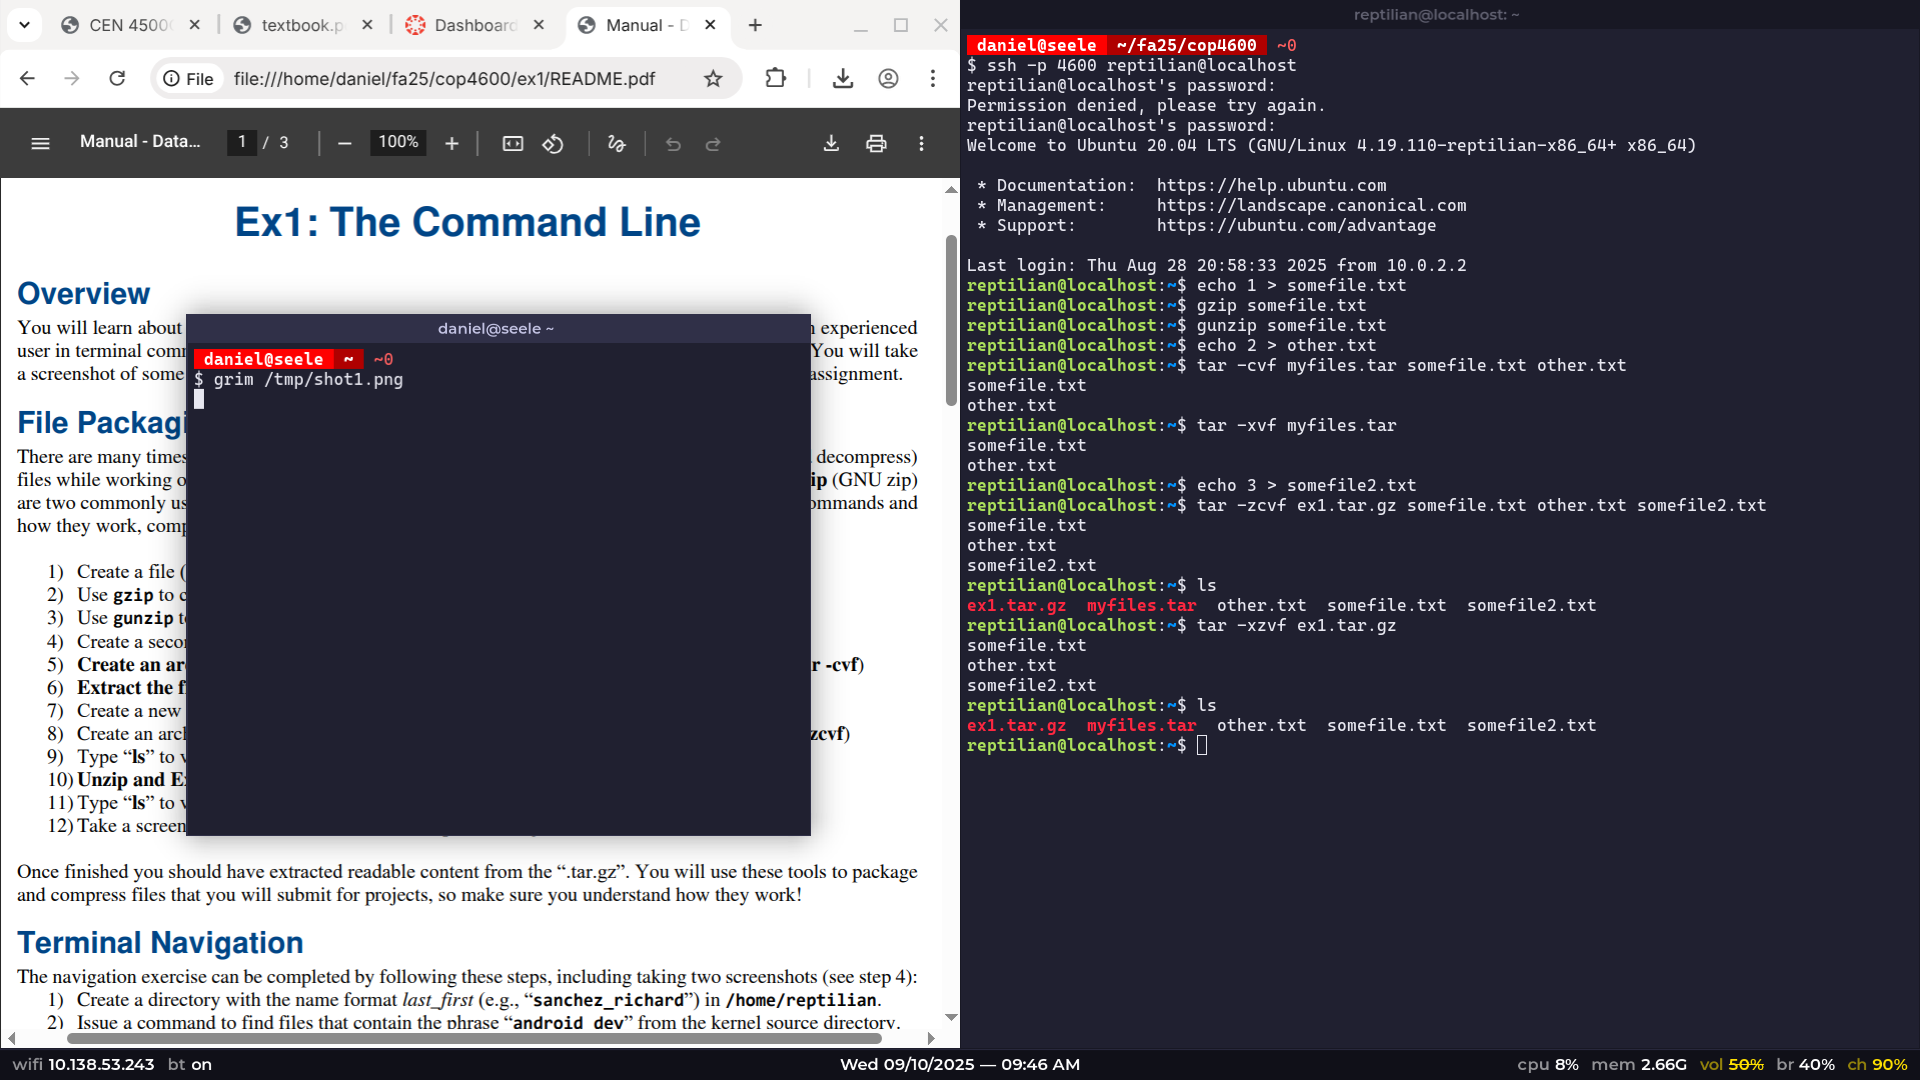 CEN 4500
textbook.p
Dashboard
Manual - D
File file:///home/daniel/fa25/cop4600/ex1/README.pdf
Manual - Data... 1 / 3 100%
Ex1: The Command Line
Overview
You will learn about
experienced
user in terminal com
You will take
a screenshot of some
assignment.
File Packagi
There are many times
decompress)
files while working o
ip (GNU zip)
are two commonly us
ommands and
how they work, comp
1) Create a file (
2) Use gzip to c
3) Use gunzip t
4) Create a seco
5) Create an ar
r -cvf)
6) Extract the f
7) Create a new
8) Create an arc
zcvf)
9) Type “ls” to v
10) Unzip and E
11) Type “ls” to v
12) Take a screen
Once finished you should have extracted readable content from the “.tar.gz”. You will use these tools to package
and compress files that you will submit for projects, so make sure you understand how they work!
Terminal Navigation
The navigation exercise can be completed by following these steps, including taking two screenshots (see step 4):
1) Create a directory with the name format last_first (e.g., “sanchez_richard”) in /home/reptilian.
2) Issue a command to find files that contain the phrase “android dev” from the kernel source directory.
daniel@seele ~
daniel@seele ~ ~0
$ grim /tmp/shot1.png
reptilian@localhost: ~
daniel@seele ~/fa25/cop4600 ~0
$ ssh -p 4600 reptilian@localhost
reptilian@localhost's password:
Permission denied, please try again.
reptilian@localhost's password:
Welcome to Ubuntu 20.04 LTS (GNU/Linux 4.19.110-reptilian-x86_64+ x86_64)
* Documentation: https://help.ubuntu.com
* Management: https://landscape.canonical.com
* Support: https://ubuntu.com/advantage
Last login: Thu Aug 28 20:58:33 2025 from 10.0.2.2
reptilian@localhost:~$ echo 1 > somefile.txt
reptilian@localhost:~$ gzip somefile.txt
reptilian@localhost:~$ gunzip somefile.txt
reptilian@localhost:~$ echo 2 > other.txt
reptilian@localhost:~$ tar -cvf myfiles.tar somefile.txt other.txt
somefile.txt
other.txt
reptilian@localhost:~$ tar -xvf myfiles.tar
somefile.txt
other.txt
reptilian@localhost:~$ echo 3 > somefile2.txt
reptilian@localhost:~$ tar -zcvf ex1.tar.gz somefile.txt other.txt somefile2.txt
somefile.txt
other.txt
somefile2.txt
reptilian@localhost:~$ ls
ex1.tar.gz myfiles.tar other.txt somefile.txt somefile2.txt
reptilian@localhost:~$ tar -xzvf ex1.tar.gz
somefile.txt
other.txt
somefile2.txt
reptilian@localhost:~$ ls
ex1.tar.gz myfiles.tar other.txt somefile.txt somefile2.txt
reptilian@localhost:~$
wifi 10.138.53.243 bt on
Wed 09/10/2025 — 09:46 AM
cpu 8% mem 2.66G vol 50% br 40% ch 90%